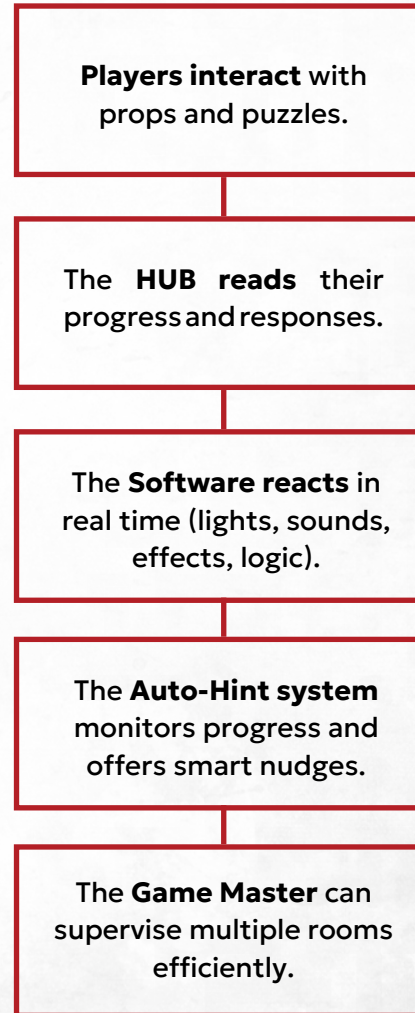 Players interact with
props and puzzles.
The HUB reads their
progress and responses.
The Software reacts in
real time (lights, sounds,
effects, logic).
The Auto-Hint system
monitors progress and
offers smart nudges.
The Game Master can
supervise multiple rooms
efficiently.